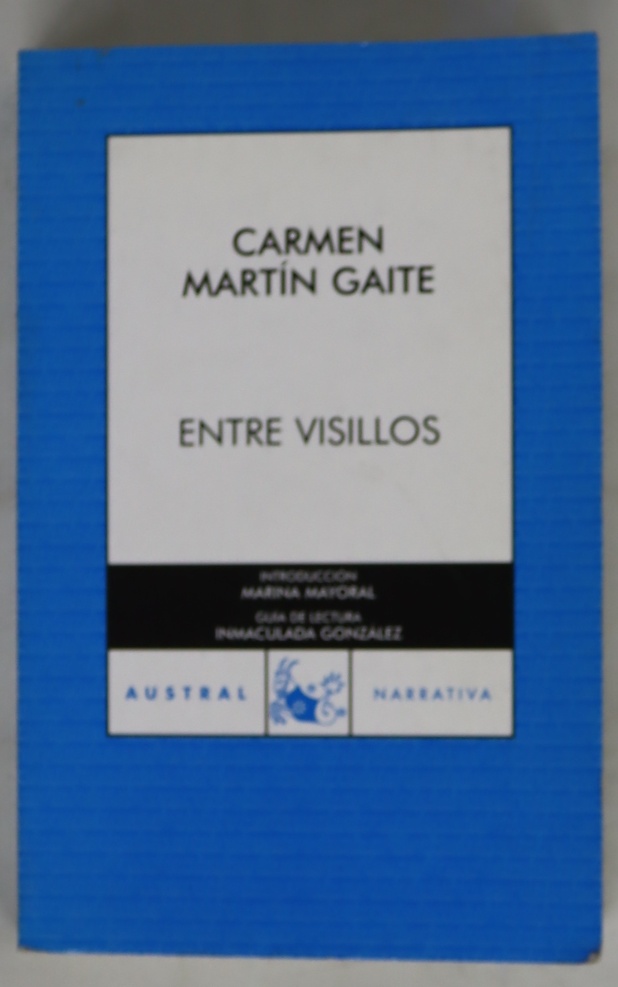 CARMEN
MARTÍN GAITE
ENTRE VISILLOS
INTRODUCCIÓN
MARINA MAYORAL
GUÍA DE LECTURA
INMACULADA GONZÁLEZ
AUSTRAL
NARRATIVA